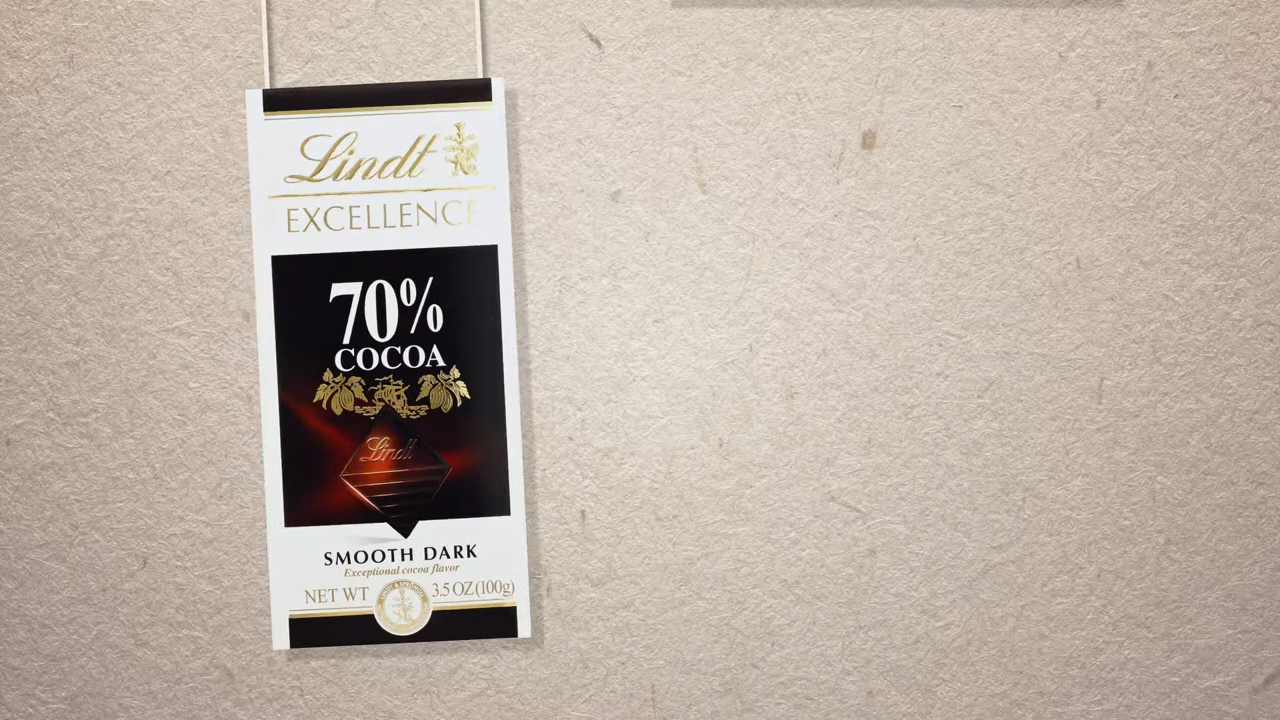 Lindt
EXCELLENCE
70%
COCOA
Lindt
SMOOTH DARK
Exceptional cocoa flavor
NET WT 3.5 OZ (100g)